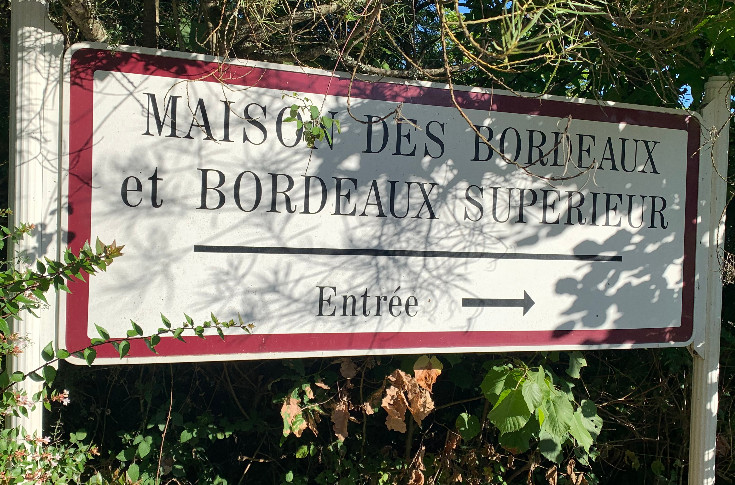 MAISON DES BORDEAUX
et BORDEAUX SUPERIEUR
Entrée →